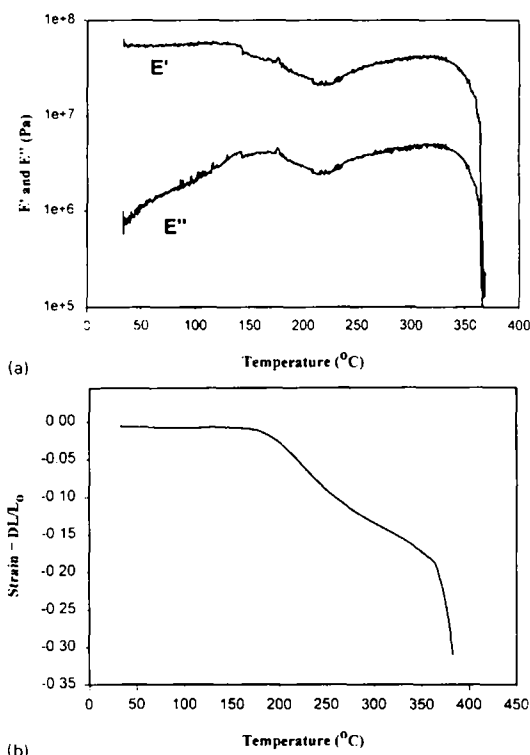 1e+8
E'
1e+7
E' and E'' (Pa)
1e+6
E''
1e+5
0 50 100 150 200 250 300 350 400
(a)
Temperature (°C)
0 00
-0.05
-0.10
-0.15
-0.20
-0.25
-0.30
-0.35
Strain - DL/L₀
0 50 100 150 200 250 300 350 400 450
Temperature (°C)
(b)